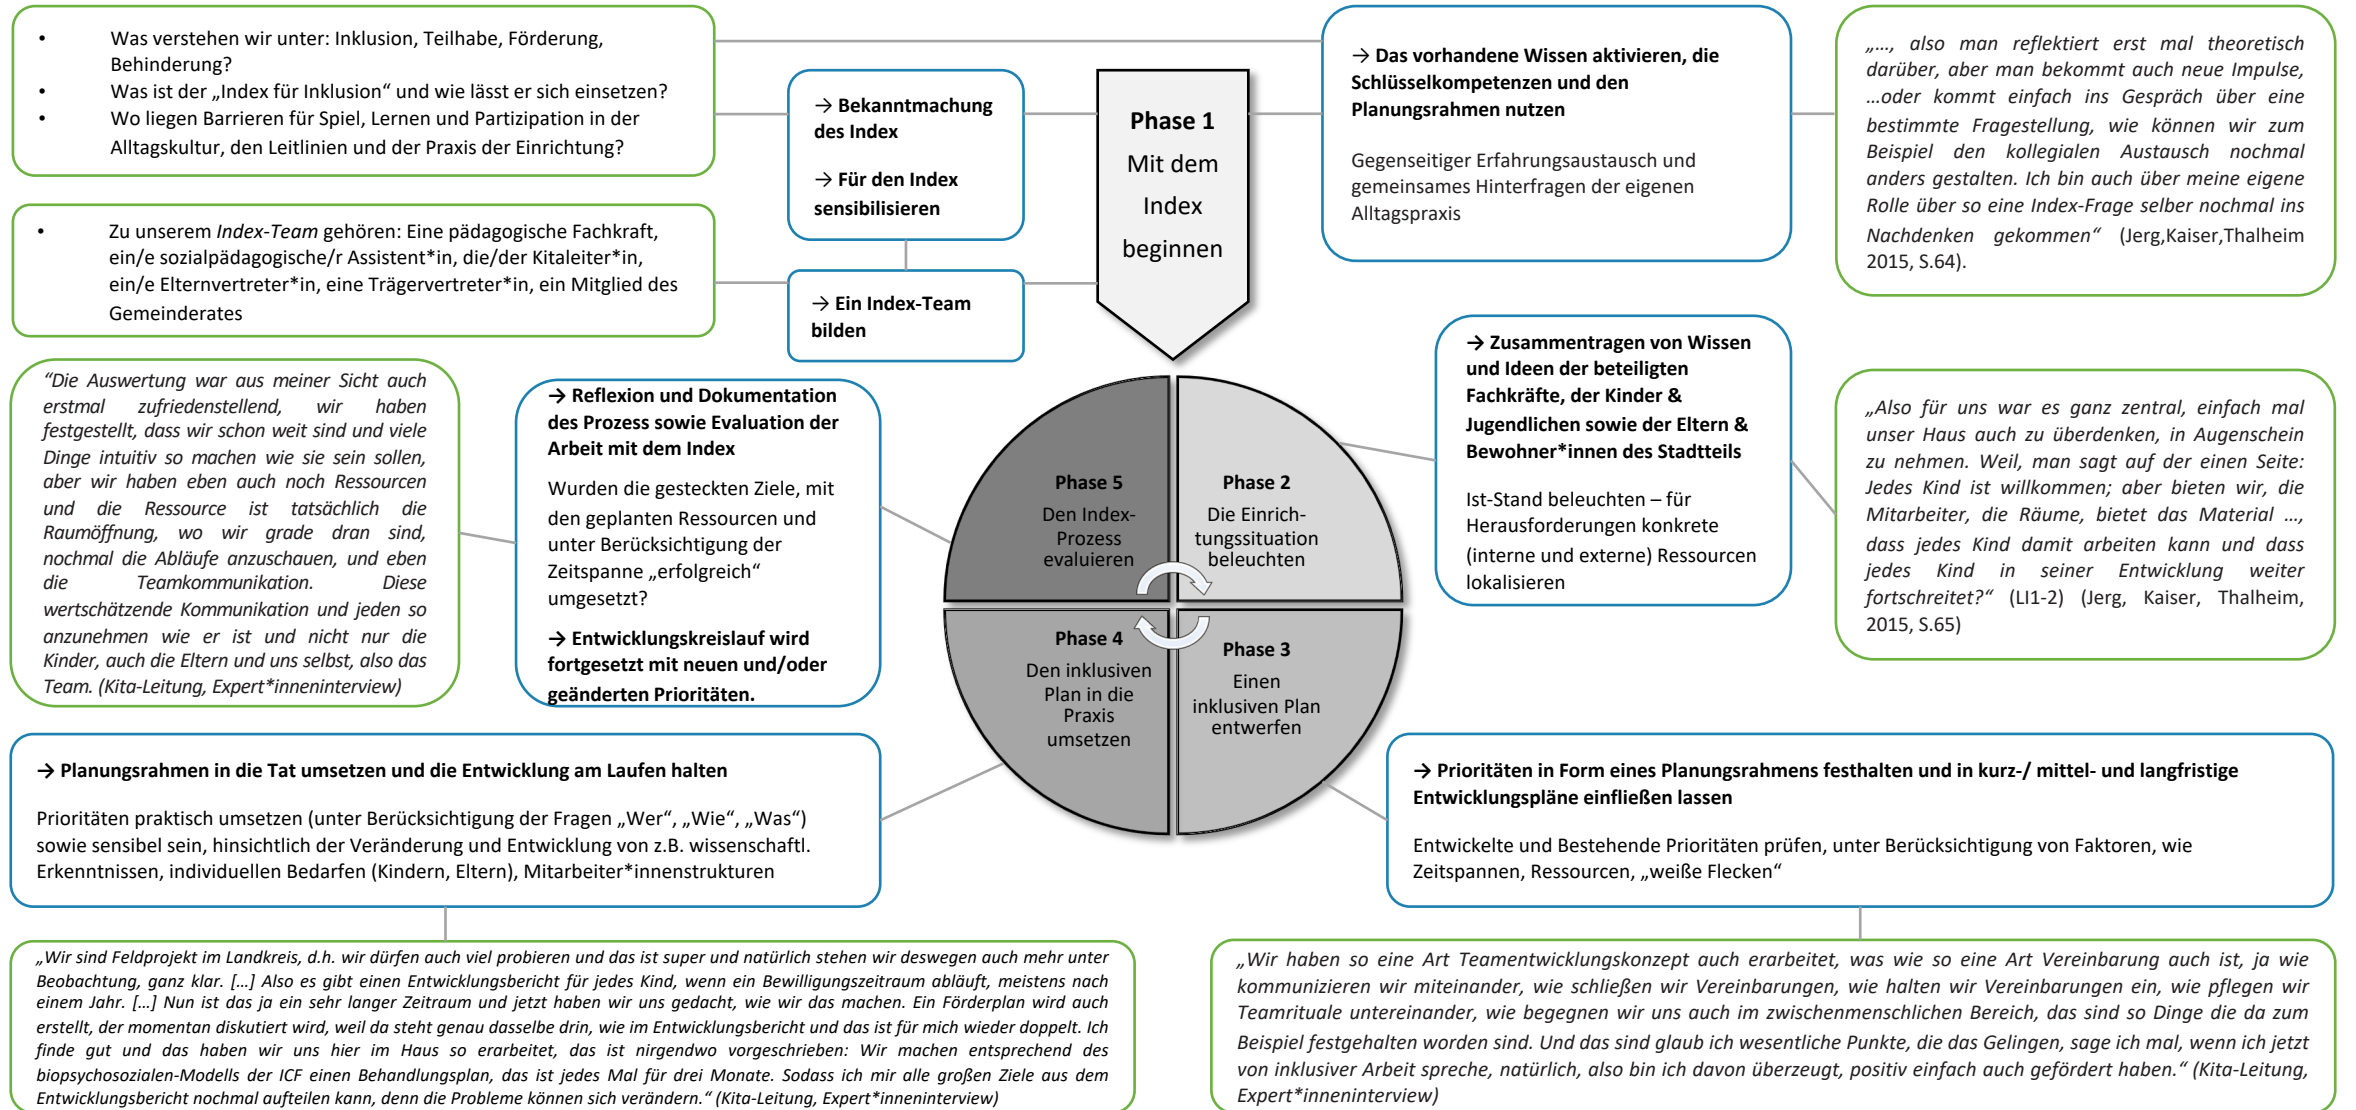 • Was verstehen wir unter: Inklusion, Teilhabe, Förderung,
Behinderung?
• Was ist der „Index für Inklusion“ und wie lässt er sich einsetzen?
• Wo liegen Barrieren für Spiel, Lernen und Partizipation in der
Alltagskultur, den Leitlinien und der Praxis der Einrichtung?
• Zu unserem Index-Team gehören: Eine pädagogische Fachkraft,
ein/e sozialpädagogische/r Assistent*in, die/der Kitaleiter*in,
ein/e Elternvertreter*in, eine Trägervertreter*in, ein Mitglied des
Gemeinderates
→ Bekanntmachung
des Index
→ Für den Index
sensibilisieren
→ Ein Index-Team
bilden
Phase 1
Mit dem
Index
beginnen
→ Das vorhandene Wissen aktivieren, die
Schlüsselkompetenzen und den
Planungsrahmen nutzen
Gegenseitiger Erfahrungsaustausch und
gemeinsames Hinterfragen der eigenen
Alltagspraxis
„…, also man reflektiert erst mal theoretisch
darüber, aber man bekommt auch neue Impulse,
…oder kommt einfach ins Gespräch über eine
bestimmte Fragestellung, wie können wir zum
Beispiel den kollegialen Austausch nochmal
anders gestalten. Ich bin auch über meine eigene
Rolle über so eine Index-Frage selber nochmal ins
Nachdenken gekommen“ (Jerg,Kaiser,Thalheim
2015, S.64).
“Die Auswertung war aus meiner Sicht auch
erstmal zufriedenstellend, wir haben
festgestellt, dass wir schon weit sind und viele
Dinge intuitiv so machen wie sie sein sollen,
aber wir haben eben auch noch Ressourcen
und die Ressource ist tatsächlich die
Raumöffnung, wo wir grade dran sind,
nochmal die Abläufe anzuschauen, und eben
die Teamkommunikation. Diese
wertschätzende Kommunikation und jeden so
anzunehmen wie er ist und nicht nur die
Kinder, auch die Eltern und uns selbst, also das
Team. (Kita-Leitung, Expert*inneninterview)
→ Reflexion und Dokumentation
des Prozess sowie Evaluation der
Arbeit mit dem Index
Wurden die gesteckten Ziele, mit
den geplanten Ressourcen und
unter Berücksichtigung der
Zeitspanne „erfolgreich“
umgesetzt?
→ Entwicklungskreislauf wird
fortgesetzt mit neuen und/oder
geänderten Prioritäten.
Phase 5
Den Index-
Prozess
evaluieren
Phase 2
Die Einrich-
tungssituation
beleuchten
Phase 4
Den inklusiven
Plan in die
Praxis
umsetzen
Phase 3
Einen
inklusiven Plan
entwerfen
→ Zusammentragen von Wissen
und Ideen der beteiligten
Fachkräfte, der Kinder &
Jugendlichen sowie der Eltern &
Bewohner*innen des Stadtteils
Ist-Stand beleuchten – für
Herausforderungen konkrete
(interne und externe) Ressourcen
lokalisieren
„Also für uns war es ganz zentral, einfach mal
unser Haus auch zu überdenken, in Augenschein
zu nehmen. Weil, man sagt auf der einen Seite:
Jedes Kind ist willkommen; aber bieten wir, die
Mitarbeiter, die Räume, bietet das Material …,
dass jedes Kind damit arbeiten kann und dass
jedes Kind in seiner Entwicklung weiter
fortschreitet?“ (LI1-2) (Jerg, Kaiser, Thalheim,
2015, S.65)
→ Planungsrahmen in die Tat umsetzen und die Entwicklung am Laufen halten
Prioritäten praktisch umsetzen (unter Berücksichtigung der Fragen „Wer“, „Wie“, „Was“)
sowie sensibel sein, hinsichtlich der Veränderung und Entwicklung von z.B. wissenschaftl.
Erkenntnissen, individuellen Bedarfen (Kindern, Eltern), Mitarbeiter*innenstrukturen
→ Prioritäten in Form eines Planungsrahmens festhalten und in kurz-/ mittel- und langfristige
Entwicklungspläne einfließen lassen
Entwickelte und Bestehende Prioritäten prüfen, unter Berücksichtigung von Faktoren, wie
Zeitspannen, Ressourcen, „weiße Flecken“
„Wir sind Feldprojekt im Landkreis, d.h. wir dürfen auch viel probieren und das ist super und natürlich stehen wir deswegen auch mehr unter
Beobachtung, ganz klar. […] Also es gibt einen Entwicklungsbericht für jedes Kind, wenn ein Bewilligungszeitraum abläuft, meistens nach
einem Jahr. […] Nun ist das ja ein sehr langer Zeitraum und jetzt haben wir uns gedacht, wie wir das machen. Ein Förderplan wird auch
erstellt, der momentan diskutiert wird, weil da steht genau dasselbe drin, wie im Entwicklungsbericht und das ist für mich wieder doppelt. Ich
finde gut und das haben wir uns hier im Haus so erarbeitet, das ist nirgendwo vorgeschrieben: Wir machen entsprechend des
biopsychosozialen-Modells der ICF einen Behandlungsplan, das ist jedes Mal für drei Monate. Sodass ich mir alle großen Ziele aus dem
Entwicklungsbericht nochmal aufteilen kann, denn die Probleme können sich verändern.“ (Kita-Leitung, Expert*inneninterview)
„Wir haben so eine Art Teamentwicklungskonzept auch erarbeitet, was wie so eine Art Vereinbarung auch ist, ja wie
kommunizieren wir miteinander, wie schließen wir Vereinbarungen, wie halten wir Vereinbarungen ein, wie pflegen wir
Teamrituale untereinander, wie begegnen wir uns auch im zwischenmenschlichen Bereich, das sind so Dinge die da zum
Beispiel festgehalten worden sind. Und das sind glaub ich wesentliche Punkte, die das Gelingen, sage ich mal, wenn ich jetzt
von inklusiver Arbeit spreche, natürlich, also bin ich davon überzeugt, positiv einfach auch gefördert haben.“ (Kita-Leitung,
Expert*inneninterview)